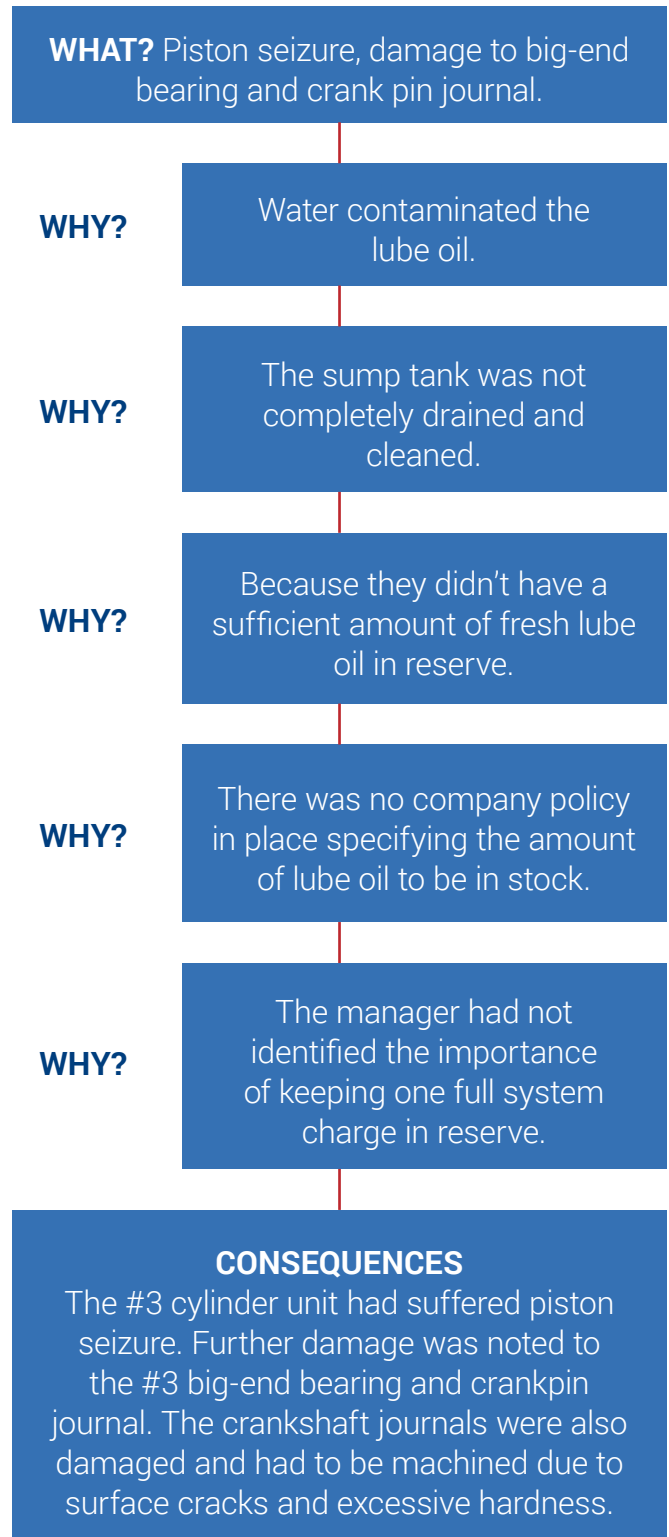 WHAT? Piston seizure, damage to big-end
bearing and crank pin journal.
WHY?
Water contaminated the
lube oil.
WHY?
The sump tank was not
completely drained and
cleaned.
WHY?
Because they didn’t have a
sufficient amount of fresh lube
oil in reserve.
WHY?
There was no company policy
in place specifying the amount
of lube oil to be in stock.
WHY?
The manager had not
identified the importance
of keeping one full system
charge in reserve.
CONSEQUENCES
The #3 cylinder unit had suffered piston
seizure. Further damage was noted to
the #3 big-end bearing and crankpin
journal. The crankshaft journals were also
damaged and had to be machined due to
surface cracks and excessive hardness.